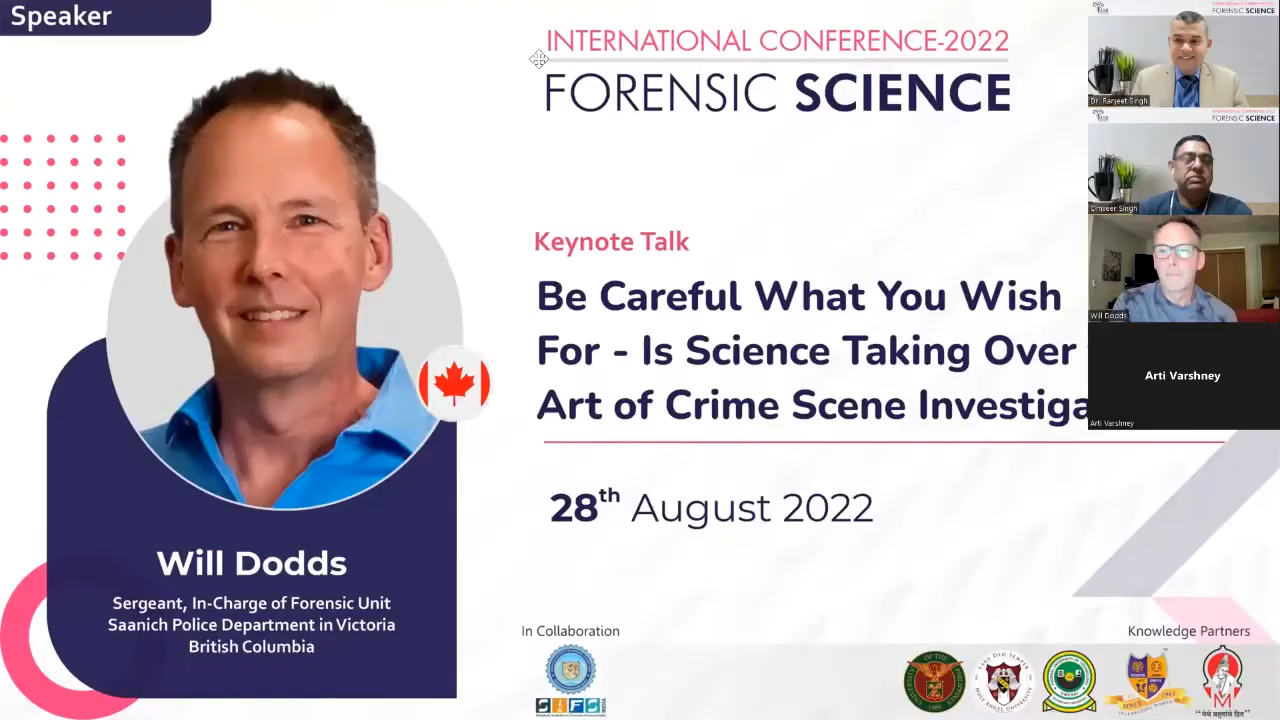 Speaker
INTERNATIONAL CONFERENCE-2022
FORENSIC SCIENCE
Keynote Talk
Be Careful What You Wish
For - Is Science Taking Over
Art of Crime Scene Investiga
28th August 2022
Will Dodds
Sergeant, In-Charge of Forensic Unit
Saanich Police Department in Victoria
British Columbia
In Collaboration
SIFS
Knowledge Partners
FORENSIC SCIENCE
Dr. Ranjeet Singh
FORENSIC SCIENCE
Omveer Singh
Will Dodds
Arti Varshney
Arti Varshney